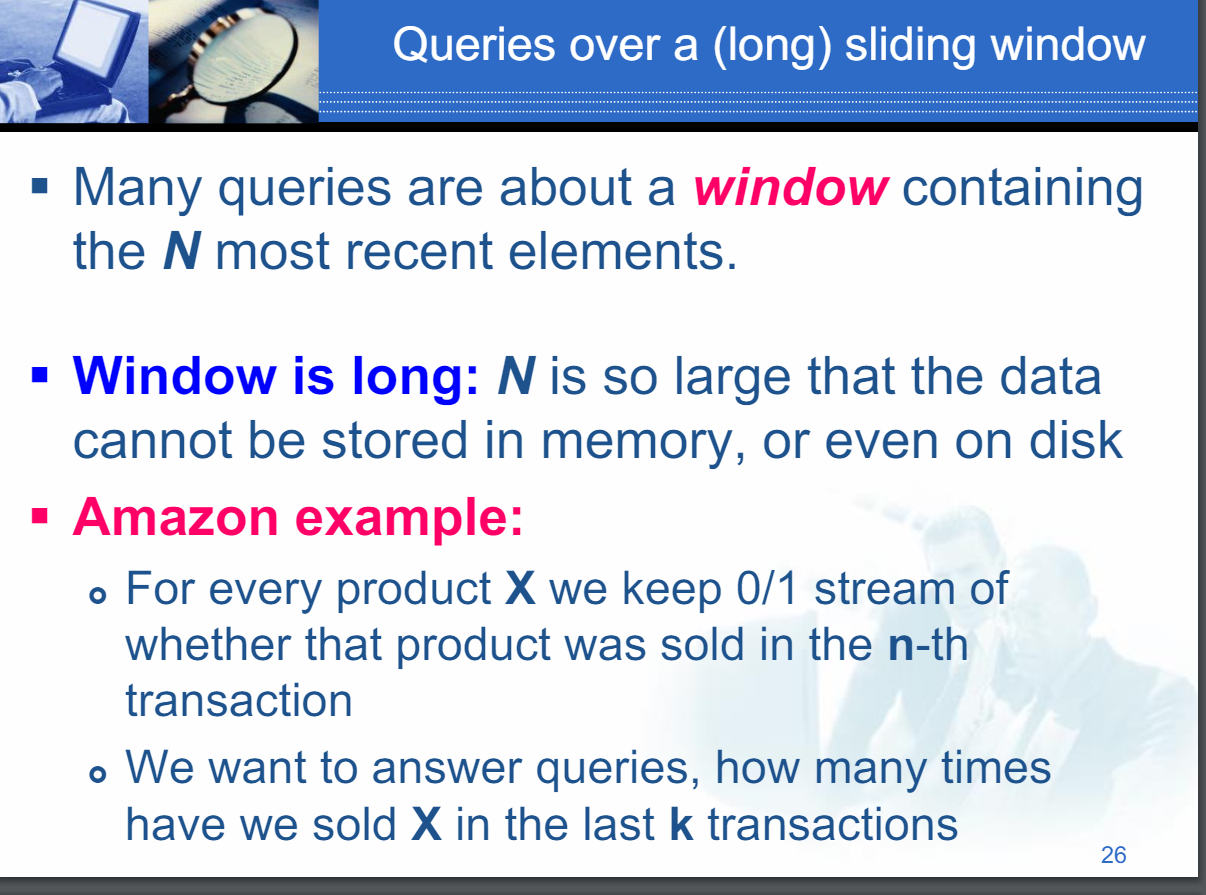 Queries over a (long) sliding window
▪ Many queries are about a window containing
the N most recent elements.
▪ Window is long: N is so large that the data
cannot be stored in memory, or even on disk
▪ Amazon example:
o For every product X we keep 0/1 stream of
whether that product was sold in the n-th
transaction
o We want to answer queries, how many times
have we sold X in the last k transactions
26